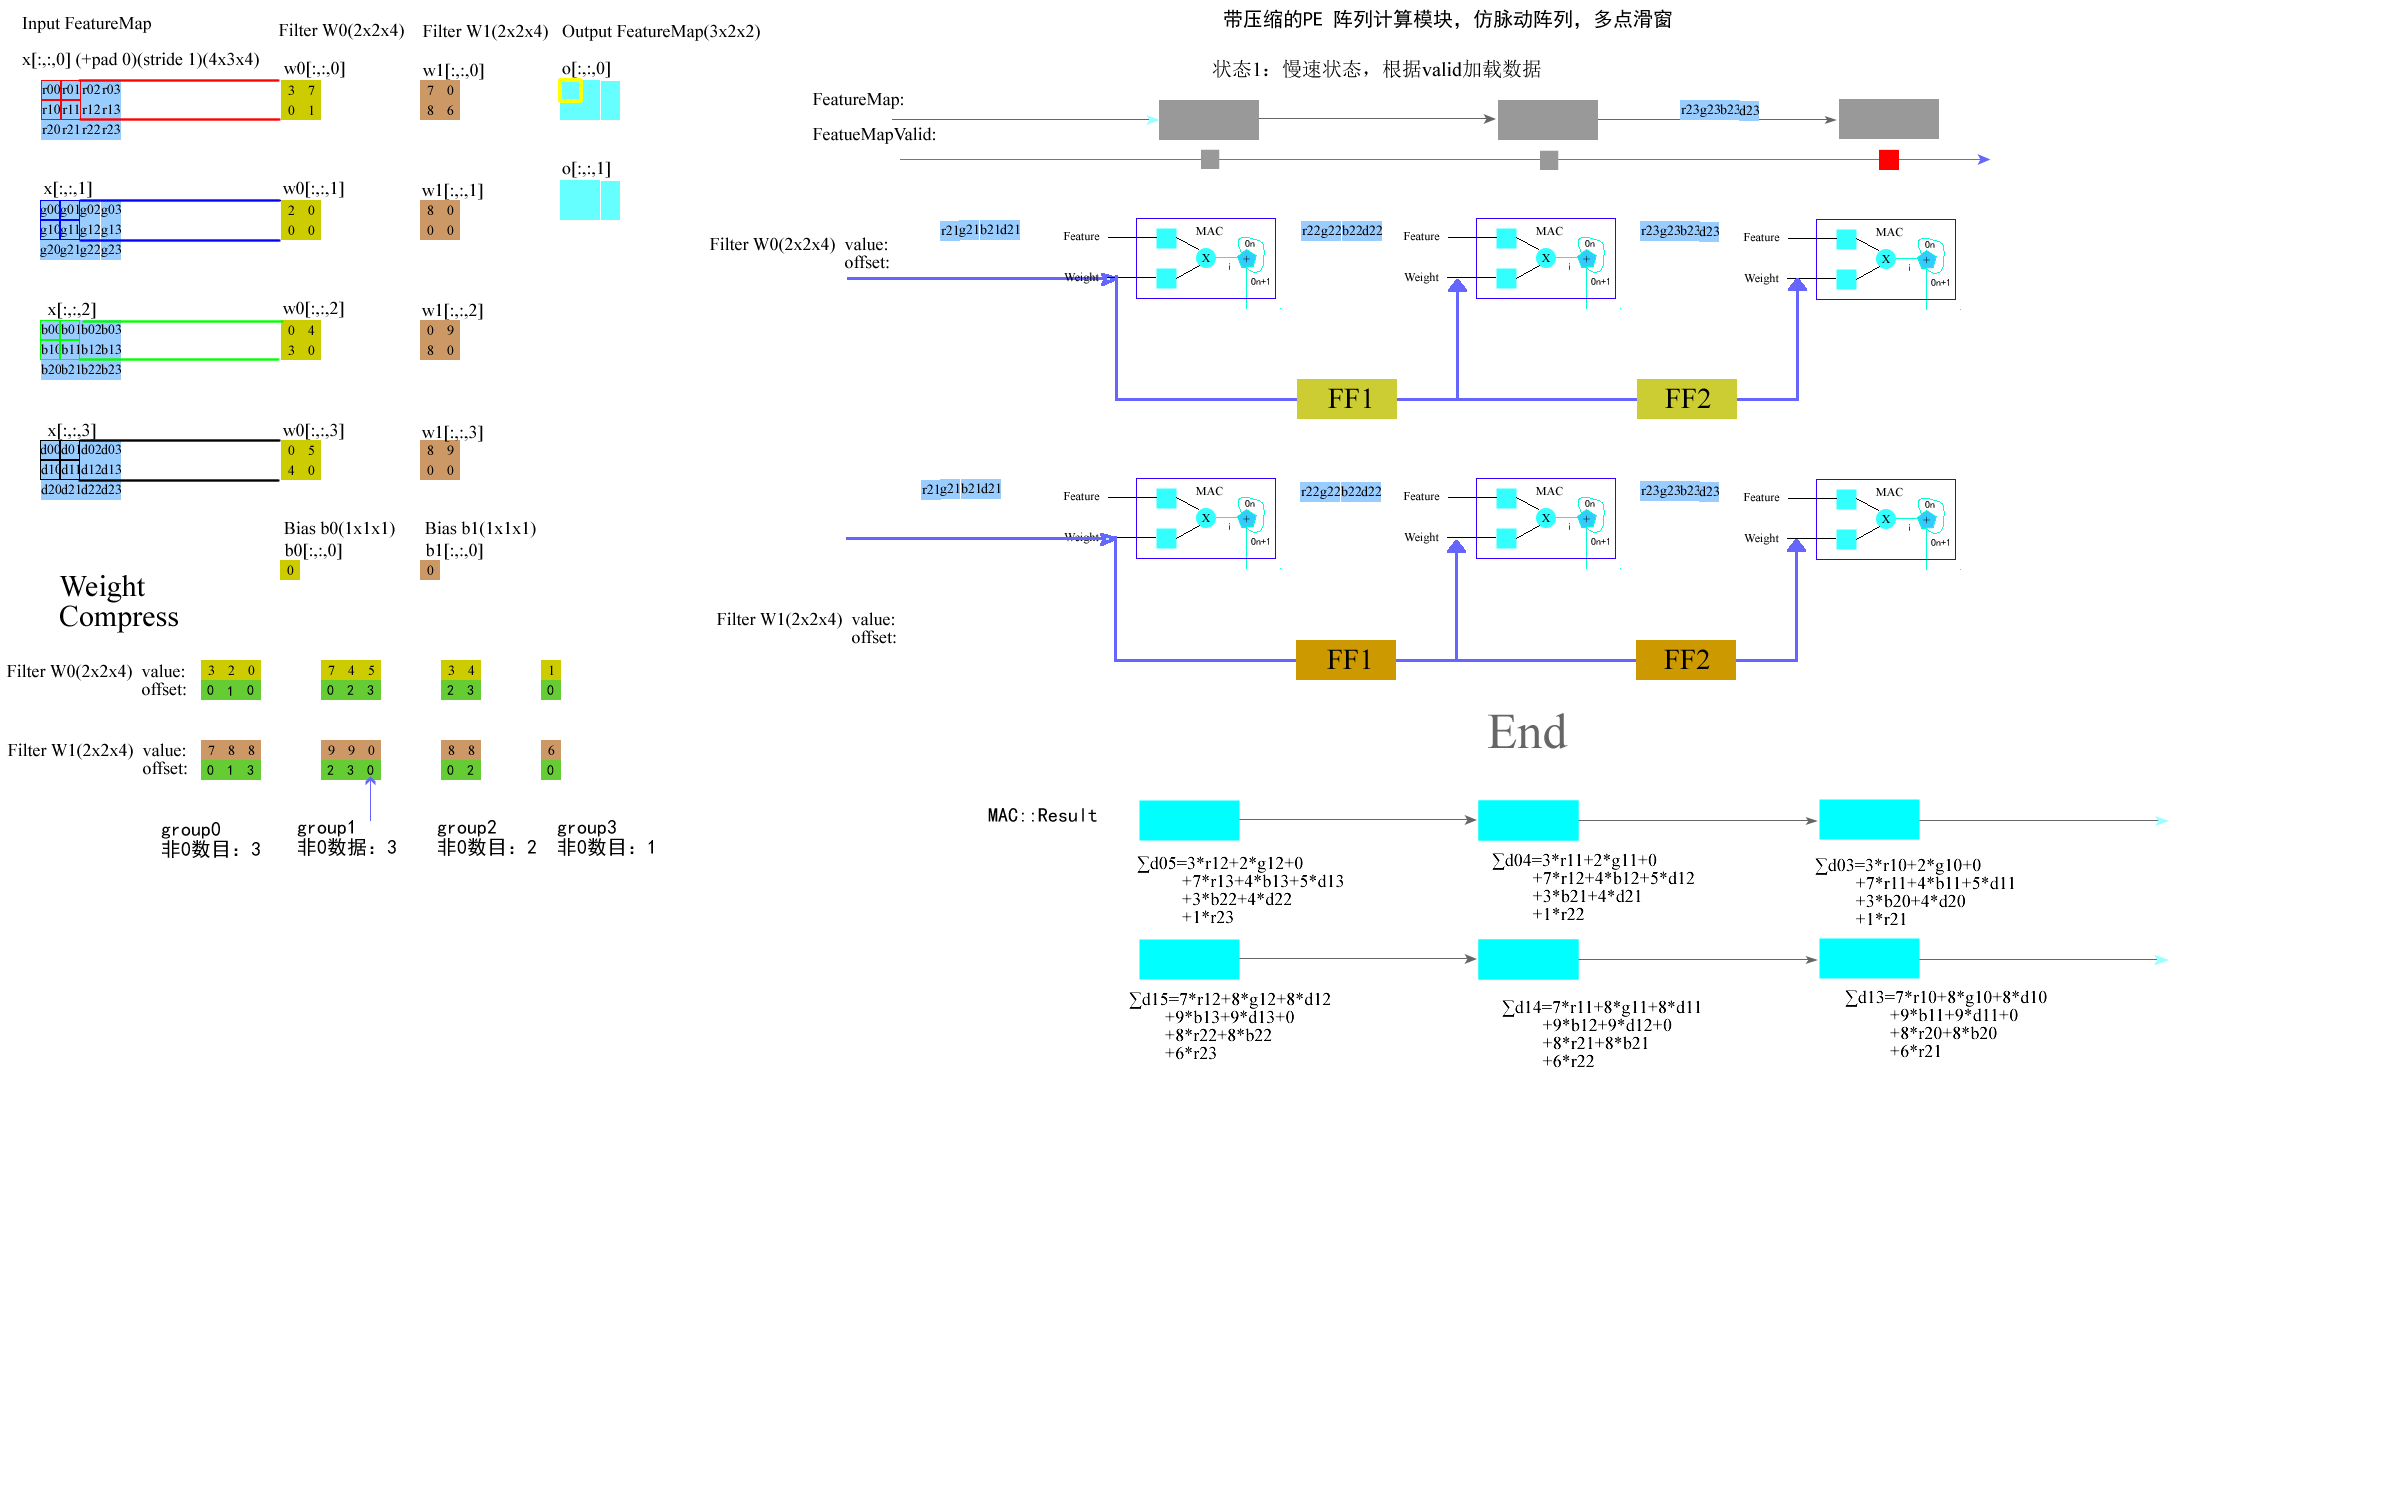 Input FeatureMap
x[:,:,0] (+pad 0)(stride 1)(4x3x4)
r00 r01 r02 r03
r10 r11 r12 r13
r20 r21 r22 r23
x[:,:,1]
g00 g01 g02 g03
g10 g11 g12 g13
g20 g21 g22 g23
x[:,:,2]
b00 b01 b02 b03
b10 b11 b12 b13
b20 b21 b22 b23
x[:,:,3]
d00 d01 d02 d03
d10 d11 d12 d13
d20 d21 d22 d23
Filter W0(2x2x4)
w0[:,:,0]
3 7
0 1
w0[:,:,1]
2 0
0 0
w0[:,:,2]
0 4
3 0
w0[:,:,3]
0 5
4 0
Bias b0(1x1x1)
b0[:,:,0]
0
Filter W1(2x2x4)
w1[:,:,0]
7 0
8 6
w1[:,:,1]
8 0
0 0
w1[:,:,2]
0 9
8 0
w1[:,:,3]
8 9
0 0
Bias b1(1x1x1)
b1[:,:,0]
0
Output FeatureMap(3x2x2)
o[:,:,0]
o[:,:,1]
Weight
Compress
Filter W0(2x2x4) value: 3 2 0 7 4 5 3 4 1
offset: 0 1 0 0 2 3 2 3 0
Filter W1(2x2x4) value: 7 8 8 9 9 0 8 8 6
offset: 0 1 3 2 3 0 0 2 0
group0
非0数目：3
group1
非0数据：3
group2
非0数目：2
group3
非0数目：1
带压缩的PE 阵列计算模块，仿脉动阵列，多点滑窗
状态1：慢速状态，根据valid加载数据
FeatureMap:
r23g23b23d23
FeatueMapValid:
Filter W0(2x2x4) value:
offset:
r21g21b21d21
Feature
Weight
MAC
X
+
i
0n
0n+1
r22g22b22d22
Feature
Weight
MAC
X
+
i
0n
0n+1
r23g23b23d23
Feature
Weight
MAC
X
+
i
0n
0n+1
FF1
FF2
r21g21b21d21
Feature
Weight
MAC
X
+
i
0n
0n+1
r22g22b22d22
Feature
Weight
MAC
X
+
i
0n
0n+1
r23g23b23d23
Feature
Weight
MAC
X
+
i
0n
0n+1
Filter W1(2x2x4) value:
offset:
FF1
FF2
End
MAC::Result
∑d05=3*r12+2*g12+0
+7*r13+4*b13+5*d13
+3*b22+4*d22
+1*r23
∑d04=3*r11+2*g11+0
+7*r12+4*b12+5*d12
+3*b21+4*d21
+1*r22
∑d03=3*r10+2*g10+0
+7*r11+4*b11+5*d11
+3*b20+4*d20
+1*r21
∑d15=7*r12+8*g12+8*d12
+9*b13+9*d13+0
+8*r22+8*b22
+6*r23
∑d14=7*r11+8*g11+8*d11
+9*b12+9*d12+0
+8*r21+8*b21
+6*r22
∑d13=7*r10+8*g10+8*d10
+9*b11+9*d11+0
+8*r20+8*b20
+6*r21